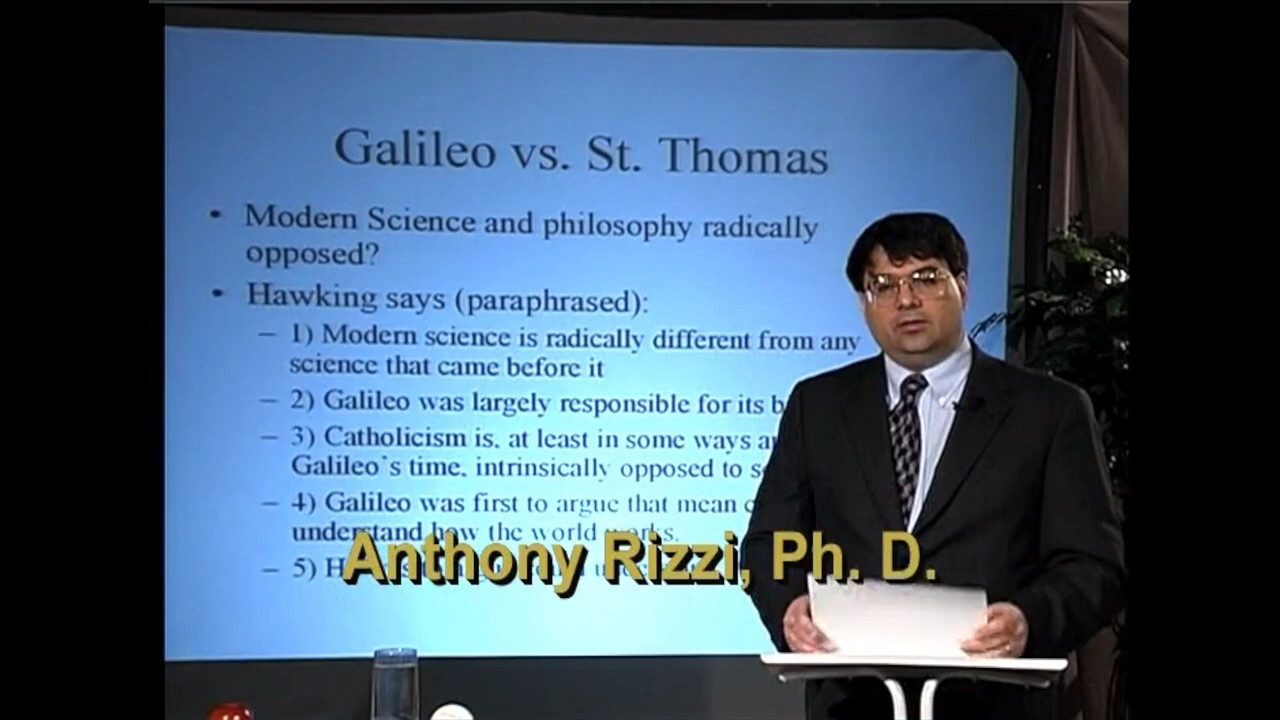 Galileo vs. St. Thomas
• Modern Science and philosophy radically
opposed?
• Hawking says (paraphrased):
– 1) Modern science is radically different from any
science that came before it
– 2) Galileo was largely responsible for its
– 3) Catholicism is, at least in some ways
Galileo's time, intrinsically opposed to
– 4) Galileo was first to argue that mean
understand how the world works.
– 5)
Anthony Rizzi, Ph. D.